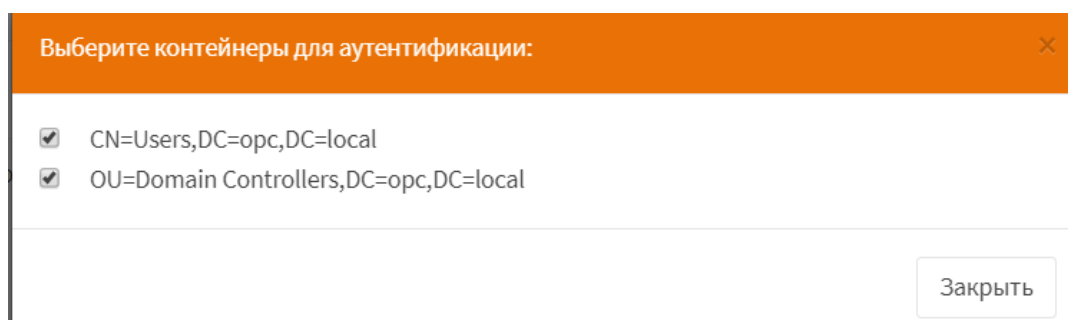 Выберите контейнеры для аутентификации:
CN=Users,DC=opc,DC=local
OU=Domain Controllers,DC=opc,DC=local
Закрыть